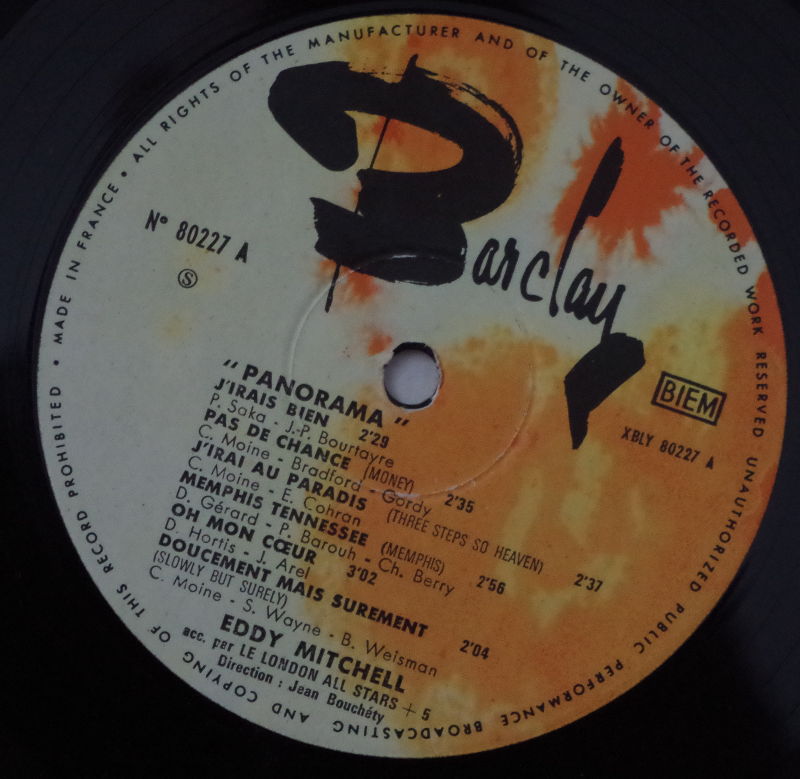 • ALL RIGHTS OF THE MANUFACTURER AND OF THE OWNER OF THE RECORDED WORK RESERVED UNAUTHORIZED PUBLIC PERFORMANCE BROADCASTING AND COPYING OF THIS RECORD PROHIBITED • MADE IN FRANCE
Barclay
N° 80227 A
S
BIEM
XBLY 80227 A
" PANORAMA "
J'IRAIS BIEN 2'29
P. Saka - J.-P. Bourtayre
PAS DE CHANCE (MONEY) 2'35
C. Moine - Bradford - Gordy
J'IRAI AU PARADIS (THREE STEPS SO HEAVEN) 2'37
C. Moine - E. Cohran
MEMPHIS TENNESSEE (MEMPHIS) 2'56
D. Gérard - P. Barouh - Ch. Berry
OH MON CŒUR 3'02
D. Hortis - J. Arel
DOUCEMENT MAIS SUREMENT 2'04
(SLOWLY BUT SURELY)
C. Moine - S. Wayne - B. Weisman
EDDY MITCHELL
acc. par LE LONDON ALL STARS + 5
Direction : Jean Bouchéty